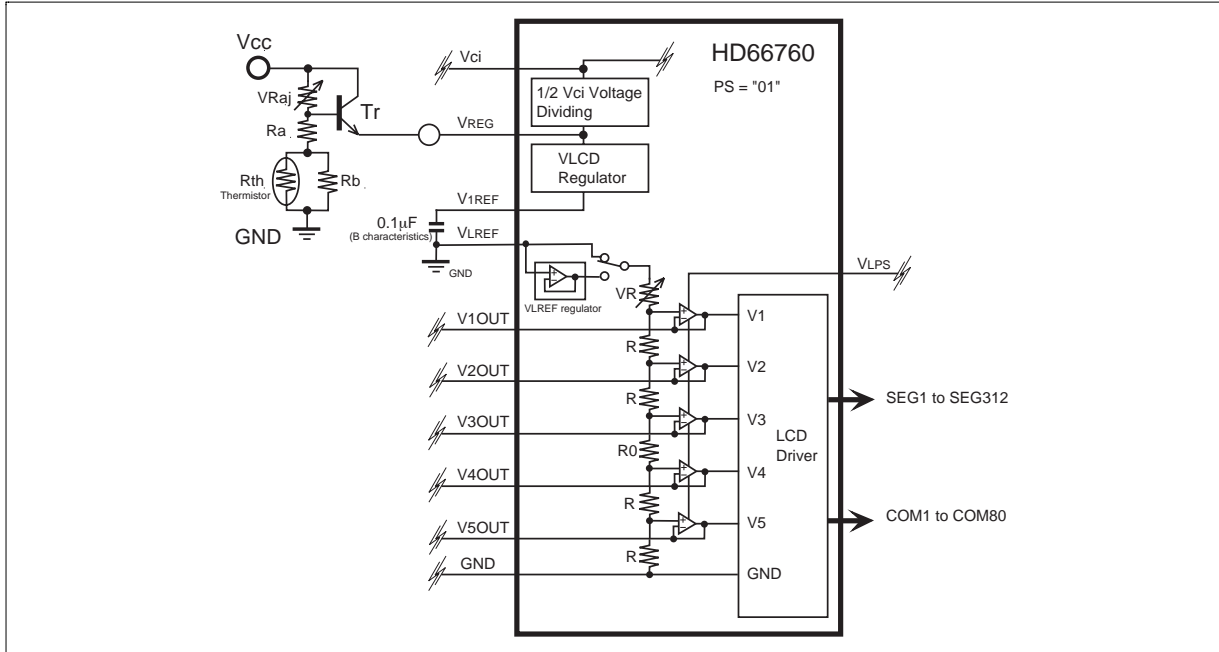 Vcc
VRaj
Ra
Tr
Rth
Thermistor
Rb
GND
Vci
HD66760
PS = "01"
1/2 Vci Voltage
Dividing
VREG
VLCD
Regulator
V1REF
0.1µF
(B characteristics)
VLREF
GND
VLREF regulator
VR
VLPS
V1OUT
V1
R
V2OUT
V2
R
V3OUT
V3
R0
LCD
Driver
V4OUT
V4
R
V5OUT
V5
R
GND
GND
SEG1 to SEG312
COM1 to COM80